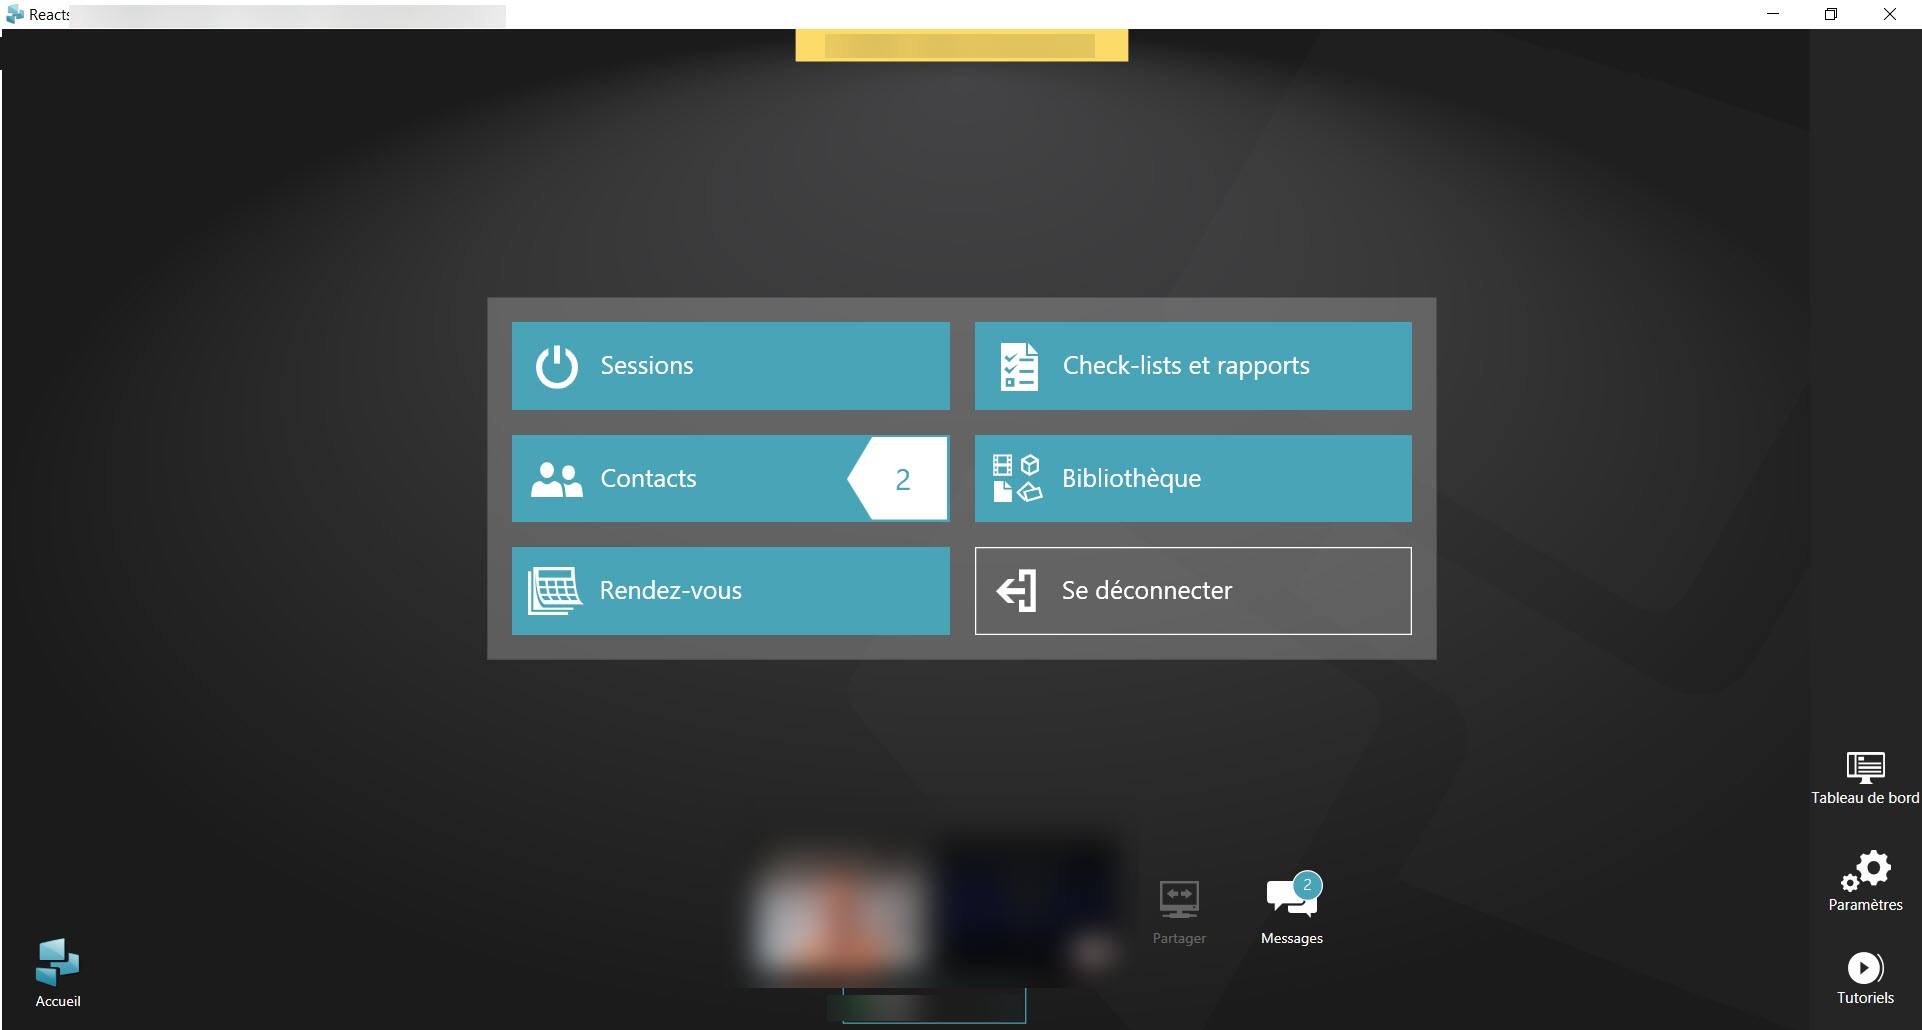 Reacts
Sessions
Check-lists et rapports
Contacts
2
Bibliothèque
Rendez-vous
Se déconnecter
Tableau de bord
Paramètres
Tutoriels
Partager
2
Messages
Accueil